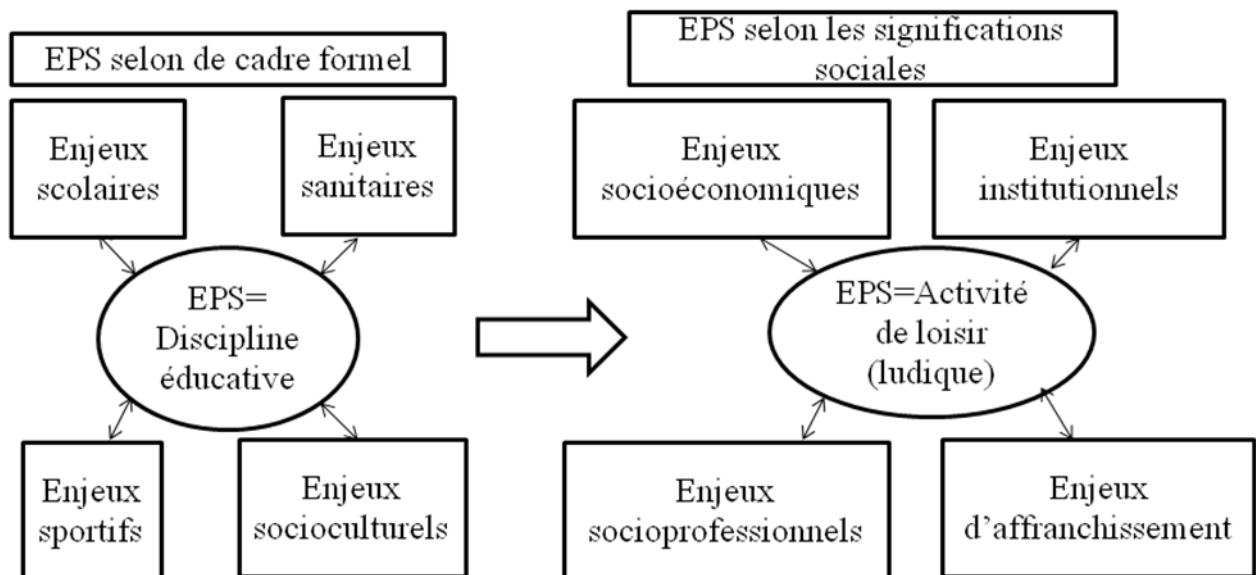 EPS selon de cadre formel
Enjeux
scolaires
Enjeux
sanitaires
EPS=
Discipline
éducative
Enjeux
sportifs
Enjeux
socioculturels
EPS selon les significations
sociales
Enjeux
socioéconomiques
Enjeux
institutionnels
EPS=Activité
de loisir
(ludique)
Enjeux
socioprofessionnels
Enjeux
d’affranchissement